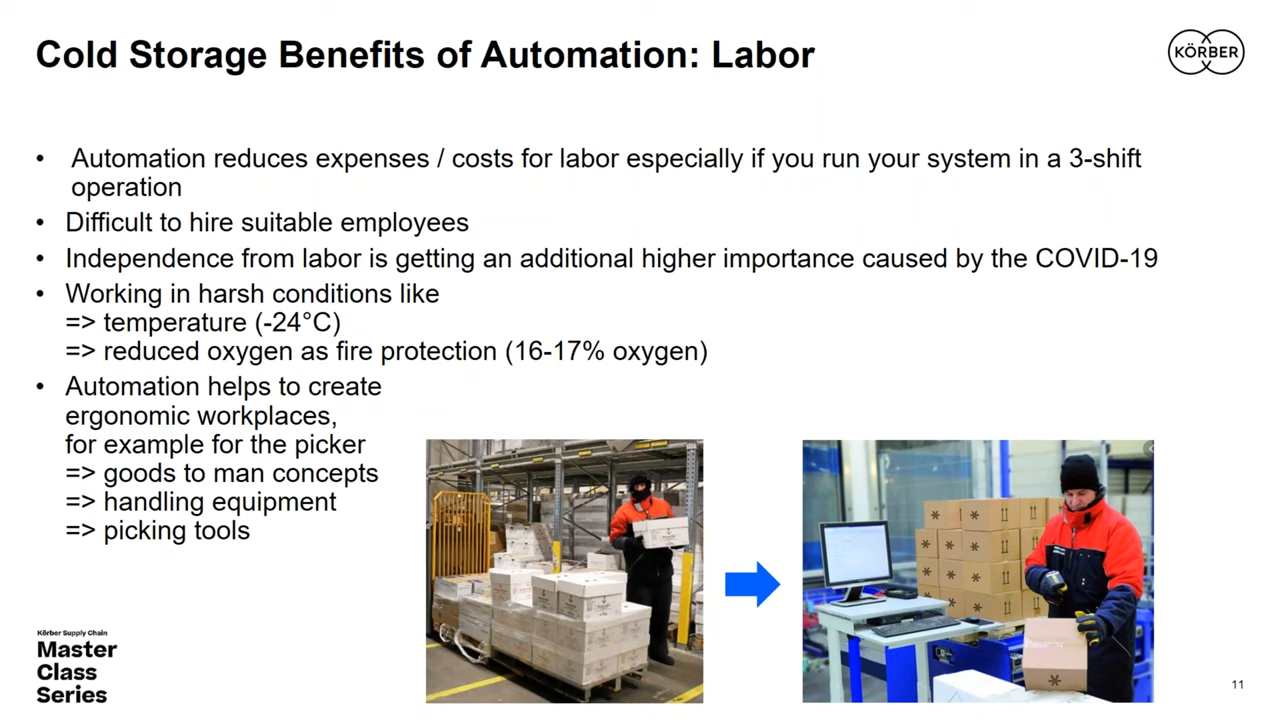 Cold Storage Benefits of Automation: Labor
KÖRBER
• Automation reduces expenses / costs for labor especially if you run your system in a 3-shift
operation
• Difficult to hire suitable employees
• Independence from labor is getting an additional higher importance caused by the COVID-19
• Working in harsh conditions like
=> temperature (-24°C)
=> reduced oxygen as fire protection (16-17% oxygen)
• Automation helps to create
ergonomic workplaces,
for example for the picker
=> goods to man concepts
=> handling equipment
=> picking tools
Körber Supply Chain
Master
Class
Series
11